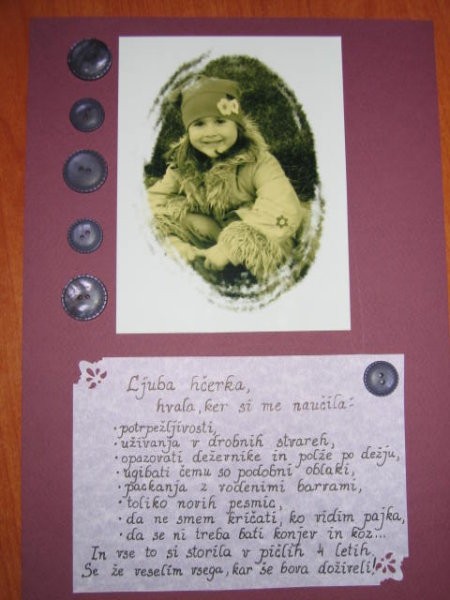 Ljuba hčerka,
hvala, ker si me naučila:
· potrpežljivosti,
· uživanja v drobnih stvareh,
· opazovati deževnike in polže po dežju,
· ugibati čemu so podobni oblaki,
· packanja z vodenimi barvami,
· toliko novih pesmic,
· da ne smem kričati, ko vidim pajka,
· da se ni treba bati konjev in koz...
In vse to si storila v pičlih 4 letih,
Se že veselim vsega, kar še bova doživeli!